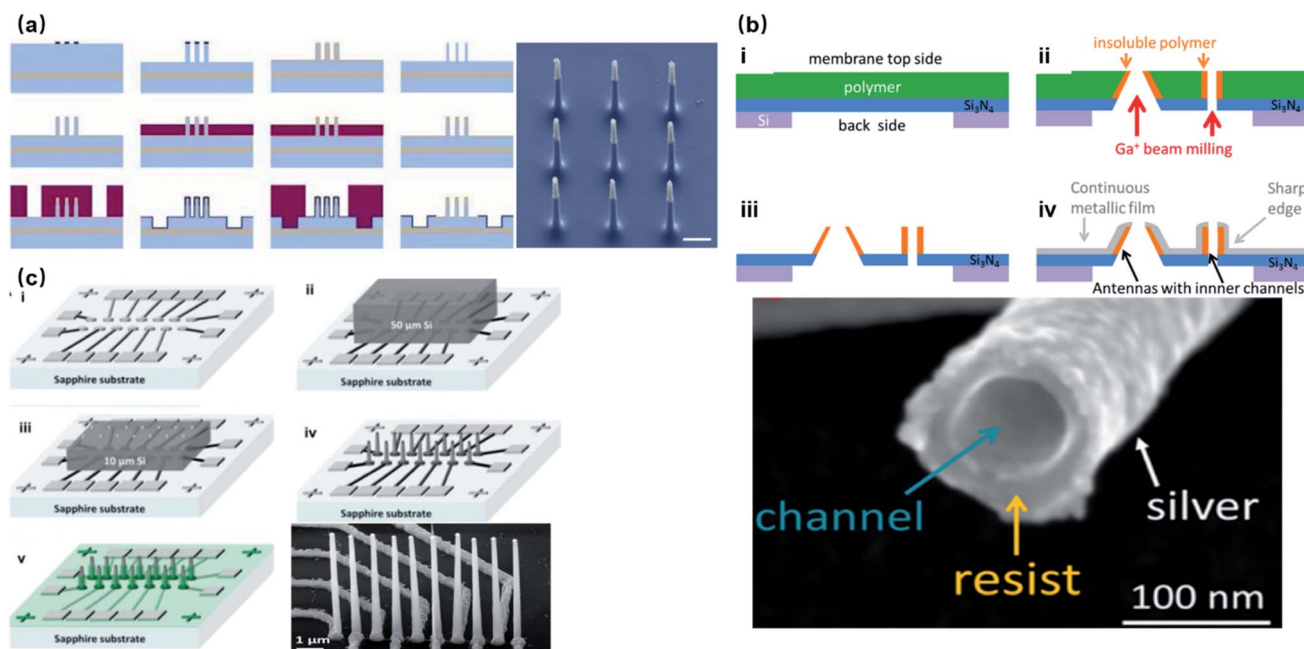 (a)
(b)
i
membrane top side
polymer
Si₃N₄
Si
back side
insoluble polymer
ii
Si₃N₄
Ga⁺ beam milling
iii
Continuous
metallic film
Sharp
edge
iv
Si₃N₄
Antennas with innner channels
channel
resist
silver
100 nm
(c)
i
Sapphire substrate
ii
50 µm Si
Sapphire substrate
iii
10 µm Si
Sapphire substrate
iv
Sapphire substrate
v
Sapphire substrate
1 µm